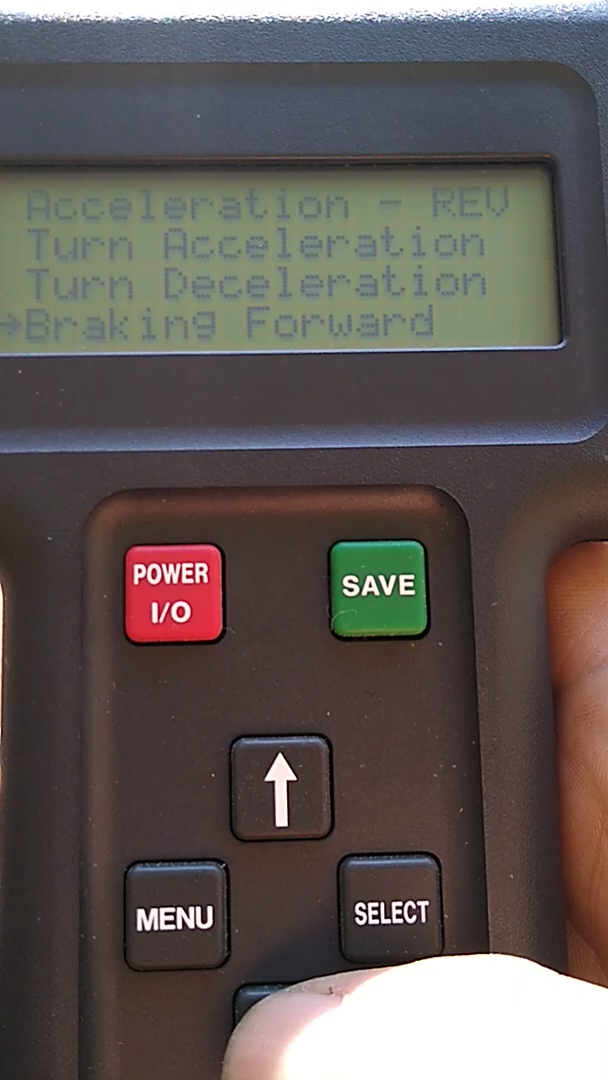 Acceleration - REV
Turn Acceleration
Turn Deceleration
→Braking Forward
POWER
I/O
SAVE
MENU
SELECT